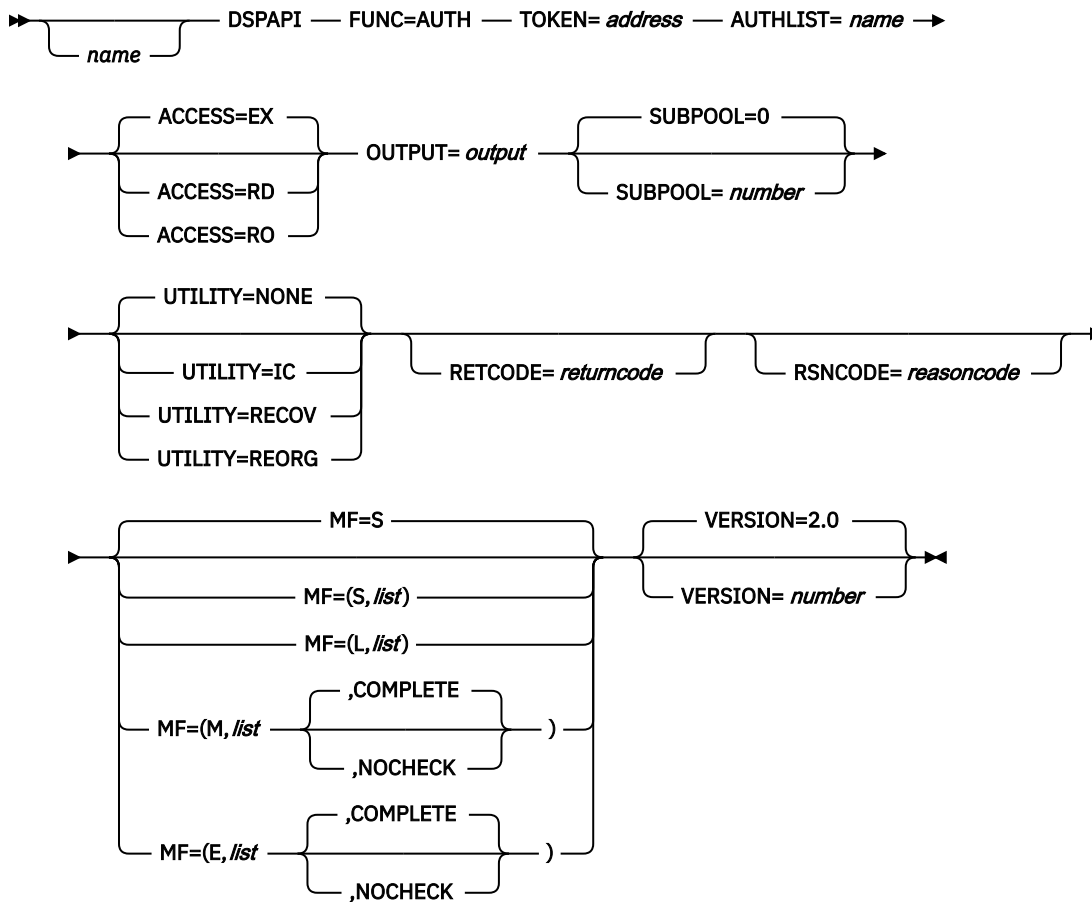 DSPAPI FUNC=AUTH TOKEN= address AUTHLIST= name
name
ACCESS=EX SUBPOOL=0
OUTPUT= output
ACCESS=RD SUBPOOL= number
ACCESS=RO
UTILITY=NONE
UTILITY=IC RETCODE= returncode RSNCODE= reasoncode
UTILITY=RECOV
UTILITY=REORG
MF=S VERSION=2.0
MF=(S,list) VERSION= number
MF=(L,list)
,COMPLETE
MF=(M,list )
,NOCHECK
,COMPLETE
MF=(E,list )
,NOCHECK